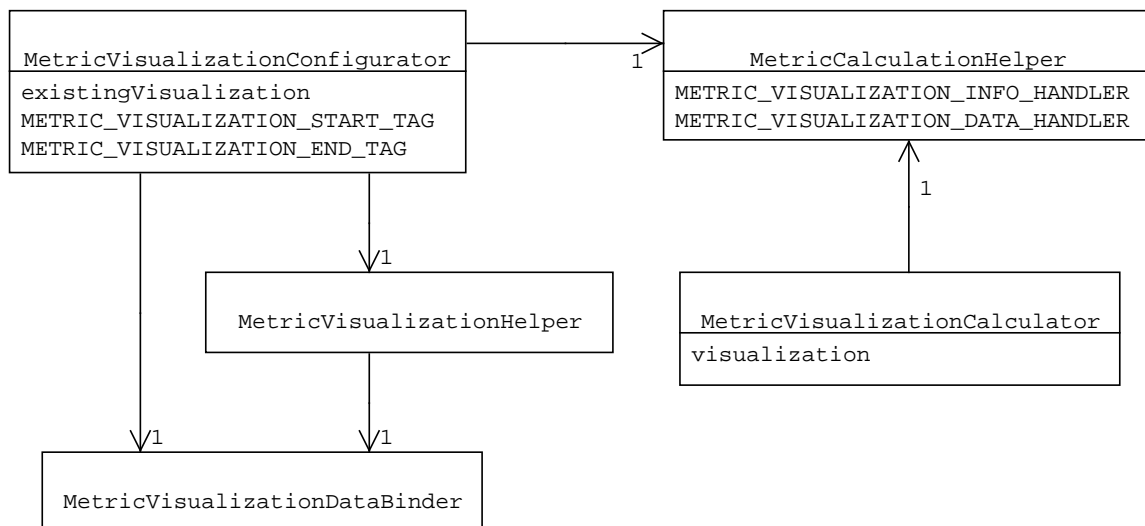 MetricVisualizationConfigurator
existingVisualization
METRIC_VISUALIZATION_START_TAG
METRIC_VISUALIZATION_END_TAG
1
MetricCalculationHelper
METRIC_VISUALIZATION_INFO_HANDLER
METRIC_VISUALIZATION_DATA_HANDLER
1
1
MetricVisualizationHelper
MetricVisualizationCalculator
visualization
1
1
MetricVisualizationDataBinder